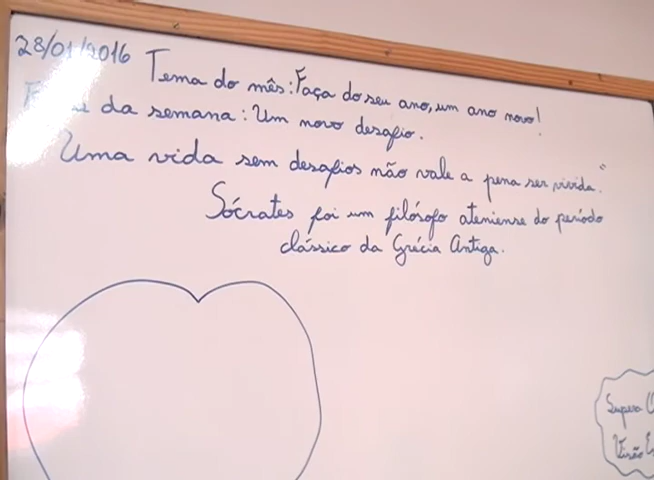 28/01/2016
Tema do mês: Faça do seu ano, um ano novo!
da semana: Um novo desafio.
Uma vida sem desafios não vale a pena ser vivida."
Sócrates foi um filósofo ateniense do período
clássico da Grécia Antiga.
Supera
Visão